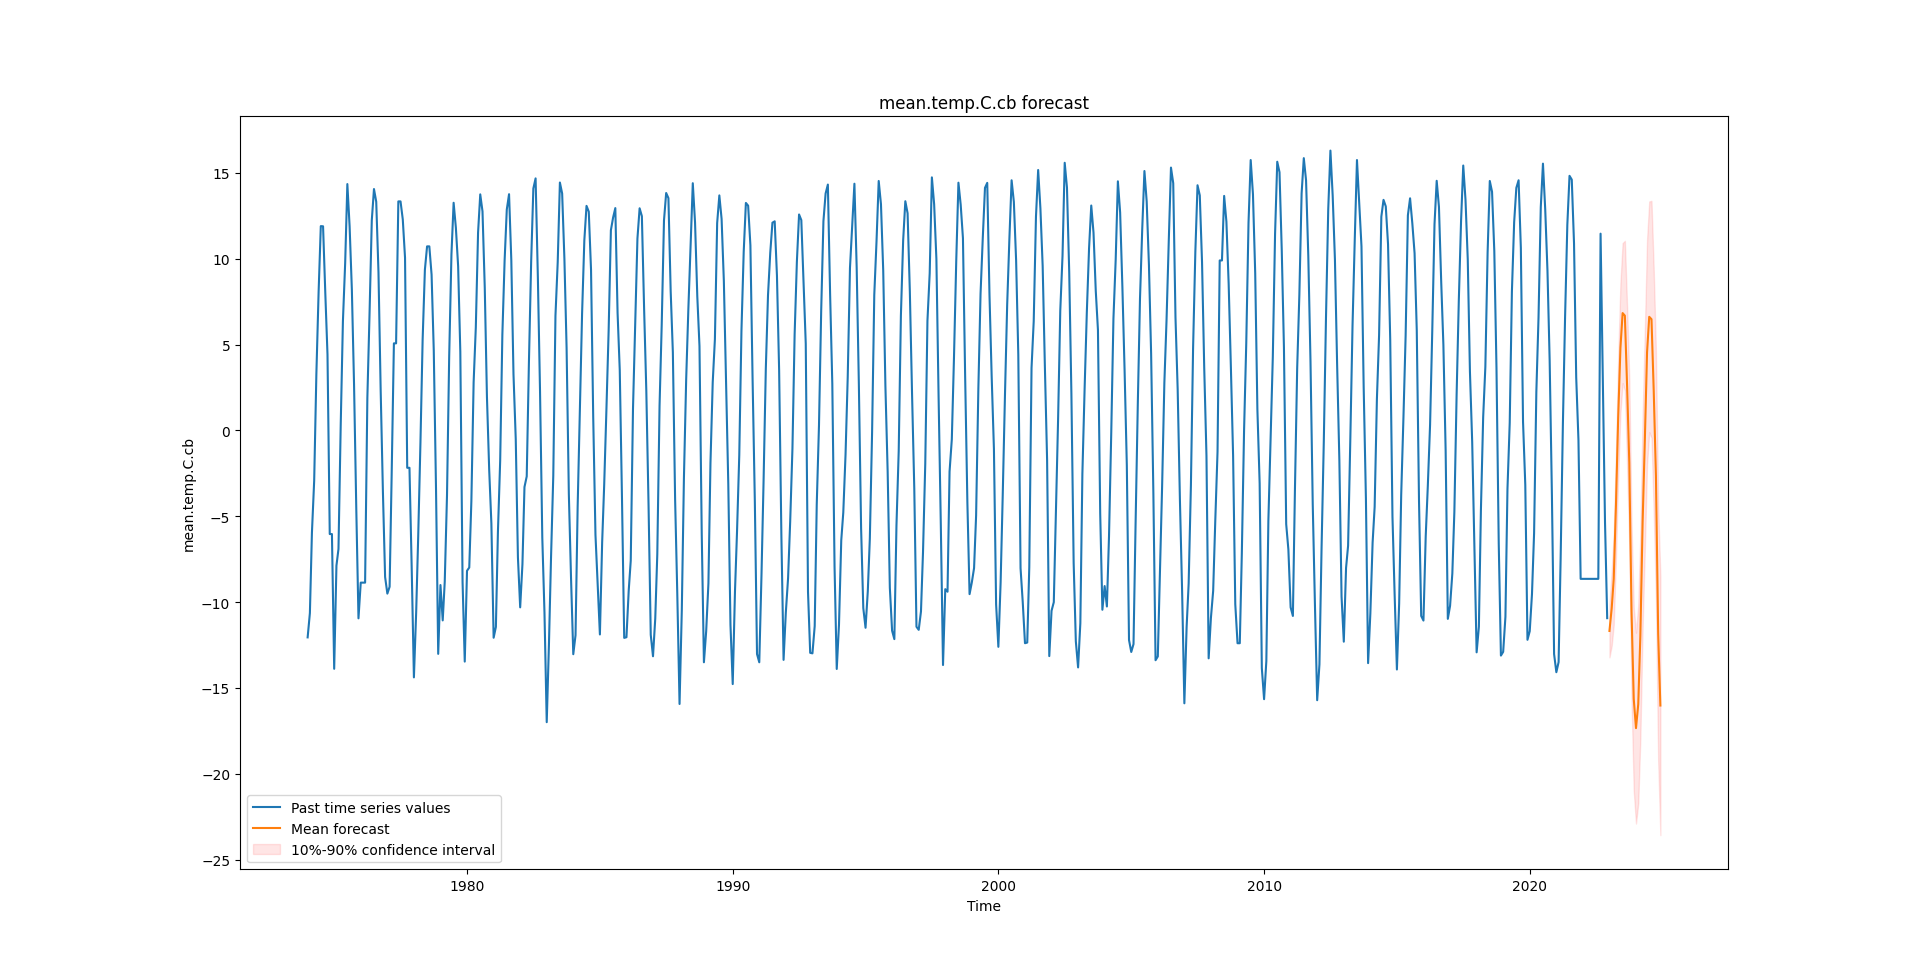 mean.temp.C.cb forecast
mean.temp.C.cb
15
10
5
0
−5
−10
−15
−20
−25
Past time series values
Mean forecast
10%-90% confidence interval
1980
1990
2000
2010
2020
Time